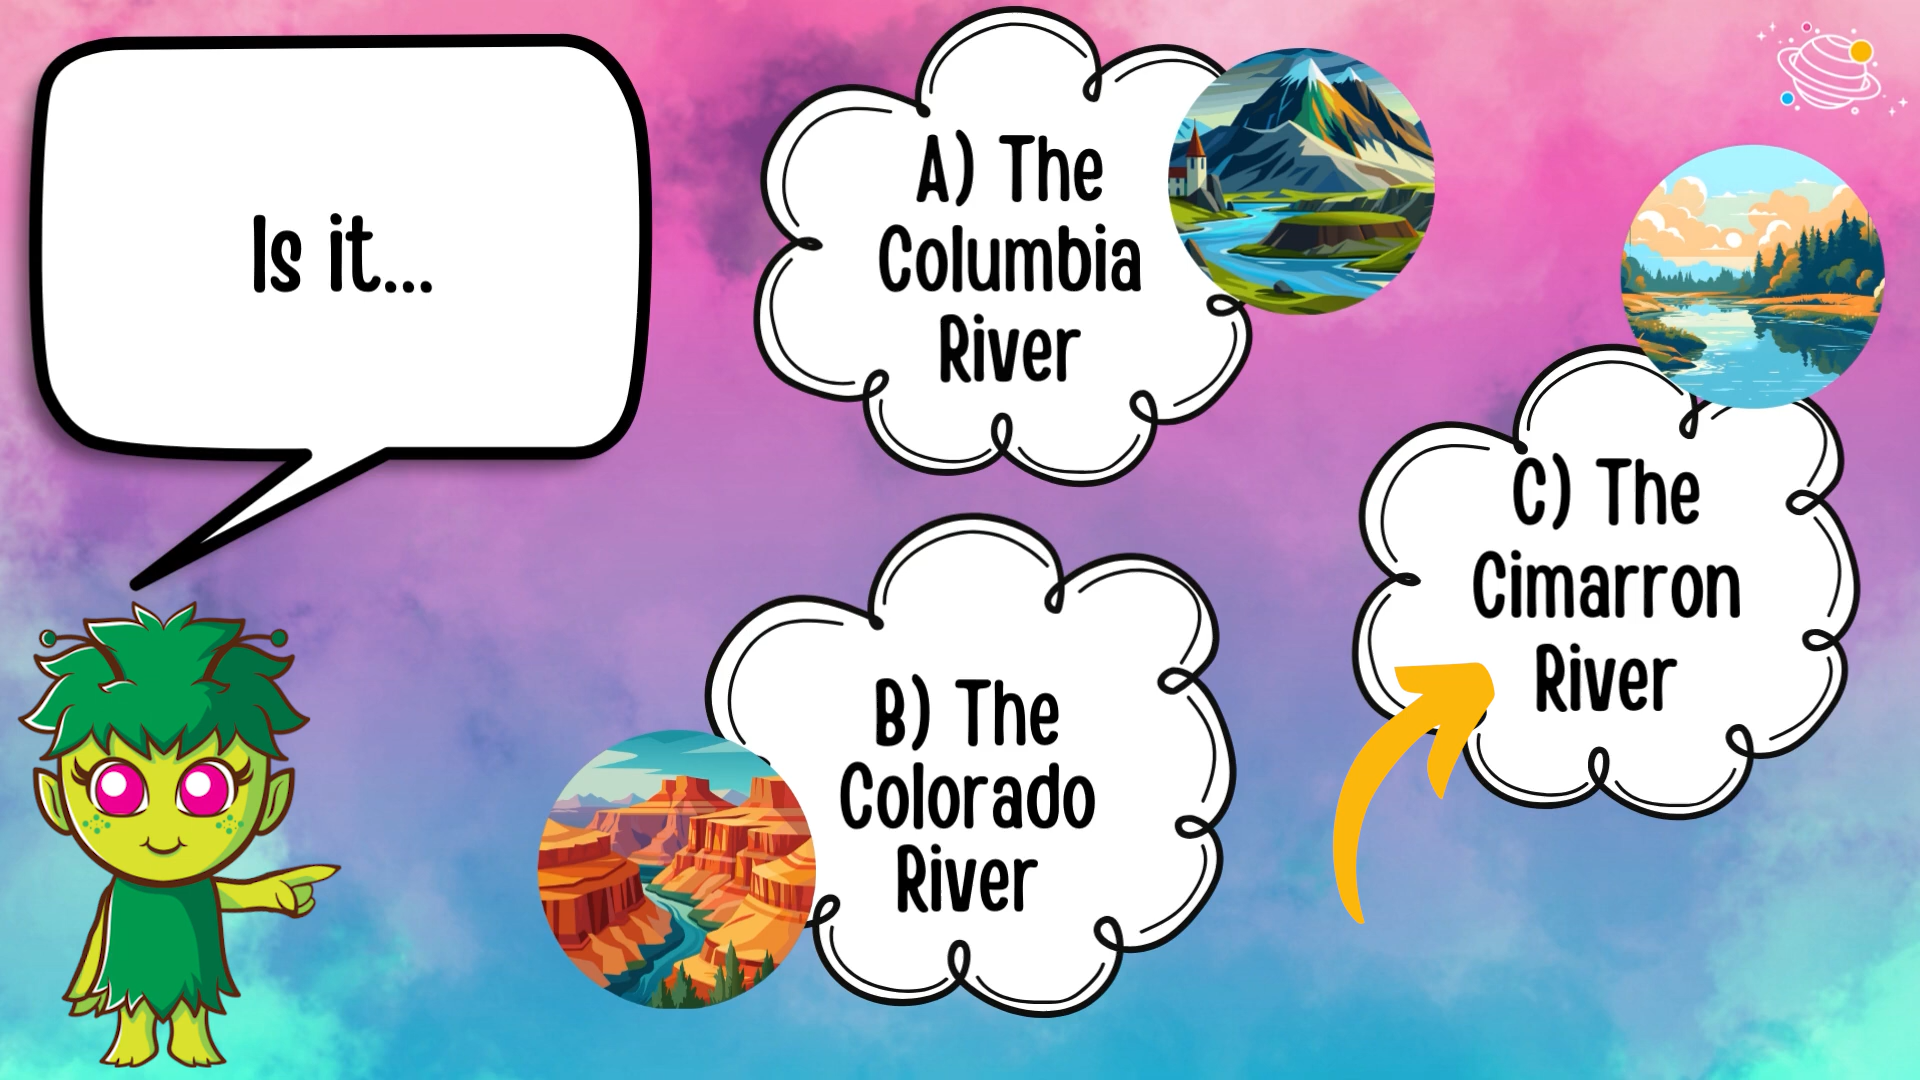 Is it...
A) The
Columbia
River
B) The
Colorado
River
C) The
Cimarron
River